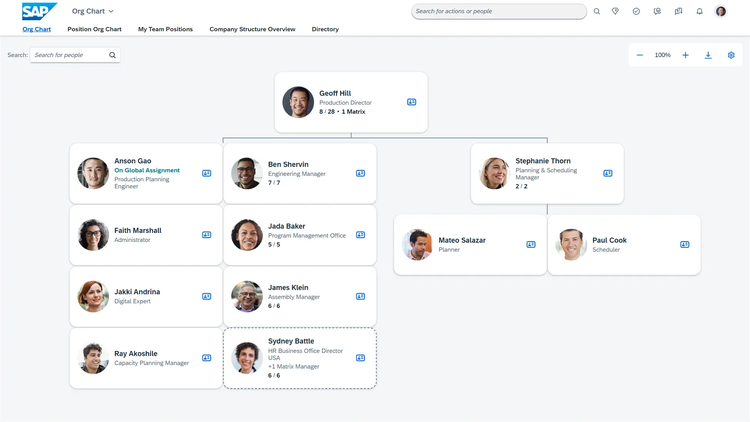 SAP
Org Chart
Search for actions or people
Org Chart
Position Org Chart
My Team Positions
Company Structure Overview
Directory
Search:
Search for people
100%
Geoff Hill
Production Director
8 / 28 • 1 Matrix
Anson Gao
On Global Assignment
Production Planning
Engineer
Ben Shervin
Engineering Manager
7 / 7
Stephanie Thorn
Planning & Scheduling
Manager
2 / 2
Faith Marshall
Administrator
Jada Baker
Program Management Office
5 / 5
Mateo Salazar
Planner
Paul Cook
Scheduler
Jakki Andrina
Digital Expert
James Klein
Assembly Manager
6 / 6
Ray Akoshile
Capacity Planning Manager
Sydney Battle
HR Business Office Director
USA
+1 Matrix Manager
6 / 6